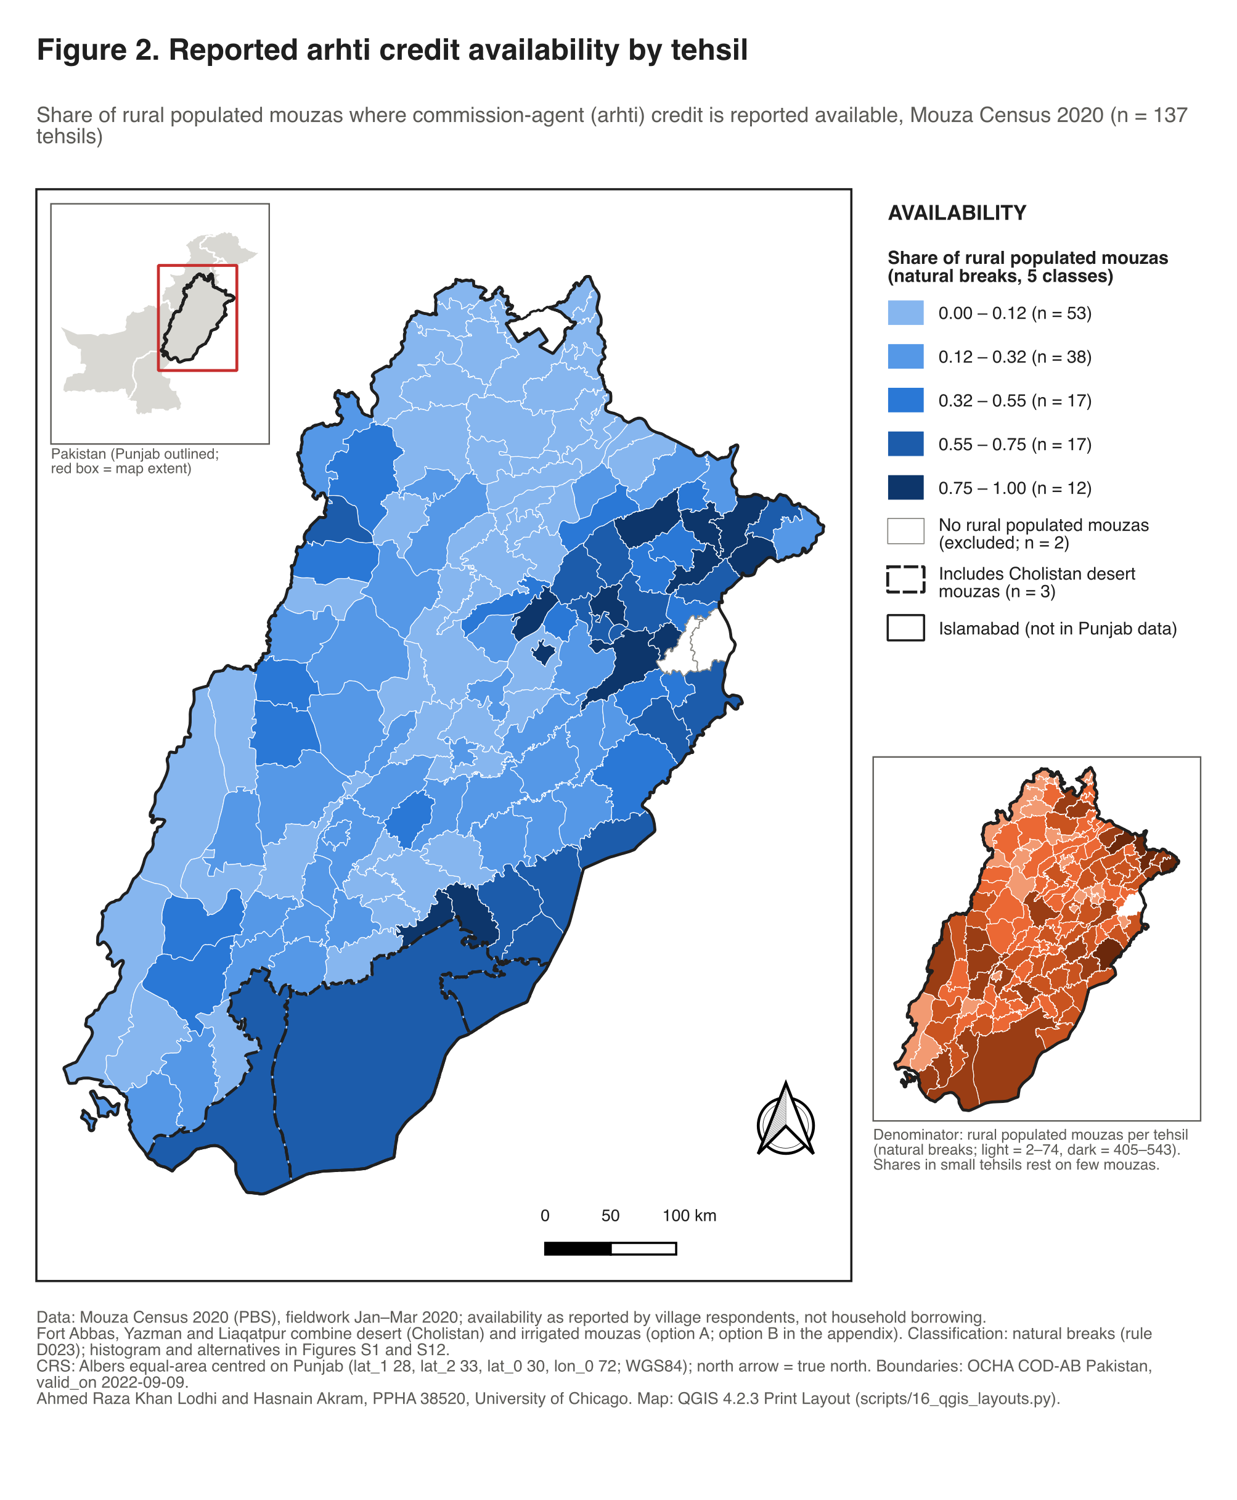 Figure 2. Reported arhti credit availability by tehsil
Share of rural populated mouzas where commission-agent (arhti) credit is reported available, Mouza Census 2020 (n = 137
tehsils)
Pakistan (Punjab outlined;
red box = map extent)
AVAILABILITY
Share of rural populated mouzas
(natural breaks, 5 classes)
0.00 – 0.12 (n = 53)
0.12 – 0.32 (n = 38)
0.32 – 0.55 (n = 17)
0.55 – 0.75 (n = 17)
0.75 – 1.00 (n = 12)
No rural populated mouzas
(excluded; n = 2)
Includes Cholistan desert
mouzas (n = 3)
Islamabad (not in Punjab data)
Denominator: rural populated mouzas per tehsil
(natural breaks; light = 2–74, dark = 405–543).
Shares in small tehsils rest on few mouzas.
0 50 100 km
Data: Mouza Census 2020 (PBS), fieldwork Jan–Mar 2020; availability as reported by village respondents, not household borrowing.
Fort Abbas, Yazman and Liaqatpur combine desert (Cholistan) and irrigated mouzas (option A; option B in the appendix). Classification: natural breaks (rule
D023); histogram and alternatives in Figures S1 and S12.
CRS: Albers equal-area centred on Punjab (lat_1 28, lat_2 33, lat_0 30, lon_0 72; WGS84); north arrow = true north. Boundaries: OCHA COD-AB Pakistan,
valid_on 2022-09-09.
Ahmed Raza Khan Lodhi and Hasnain Akram, PPHA 38520, University of Chicago. Map: QGIS 4.2.3 Print Layout (scripts/16_qgis_layouts.py).